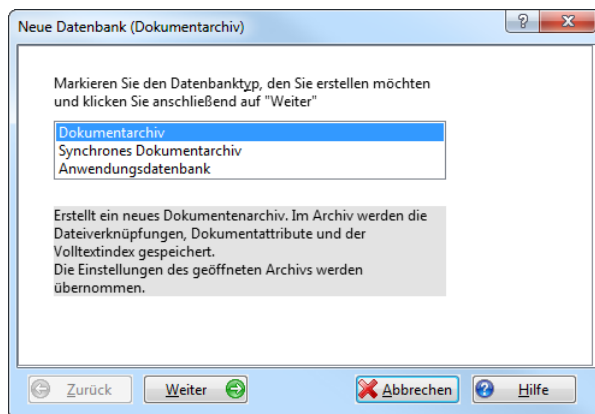 Neue Datenbank (Dokumentarchiv)
Markieren Sie den Datenbanktyp, den Sie erstellen möchten
und klicken Sie anschließend auf "Weiter"
Dokumentarchiv
Synchrones Dokumentarchiv
Anwendungsdatenbank
Erstellt ein neues Dokumentenarchiv. Im Archiv werden die
Dateiverknüpfungen, Dokumentattribute und der
Volltextindex gespeichert.
Die Einstellungen des geöffneten Archivs werden
übernommen.
Zurück Weiter Abbrechen Hilfe